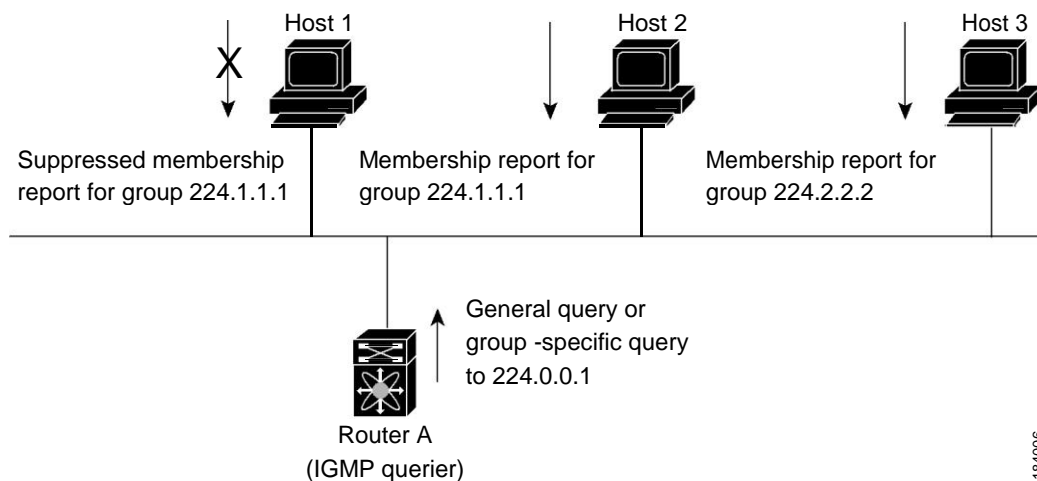 Host 1
Host 2
Host 3
X
Suppressed membership
report for group 224.1.1.1
Membership report for
group 224.1.1.1
Membership report for
group 224.2.2.2
General query or
group -specific query
to 224.0.0.1
Router A
(IGMP querier)